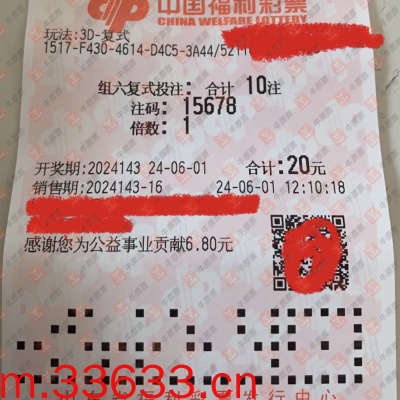 中国福利彩票
CHINA WELFARE LOTTERY
玩法:3D-复式
1517-F430-4614-D4C5-3A44/5211
组六复式投注: 合计 10注
注码: 15678
倍数: 1
开奖期:2024143 24-06-01 合计:20元
销售期:2024143-16 24-06-01 12:10:18
感谢您为公益事业贡献6.80元
m.33633.cn
发行中心